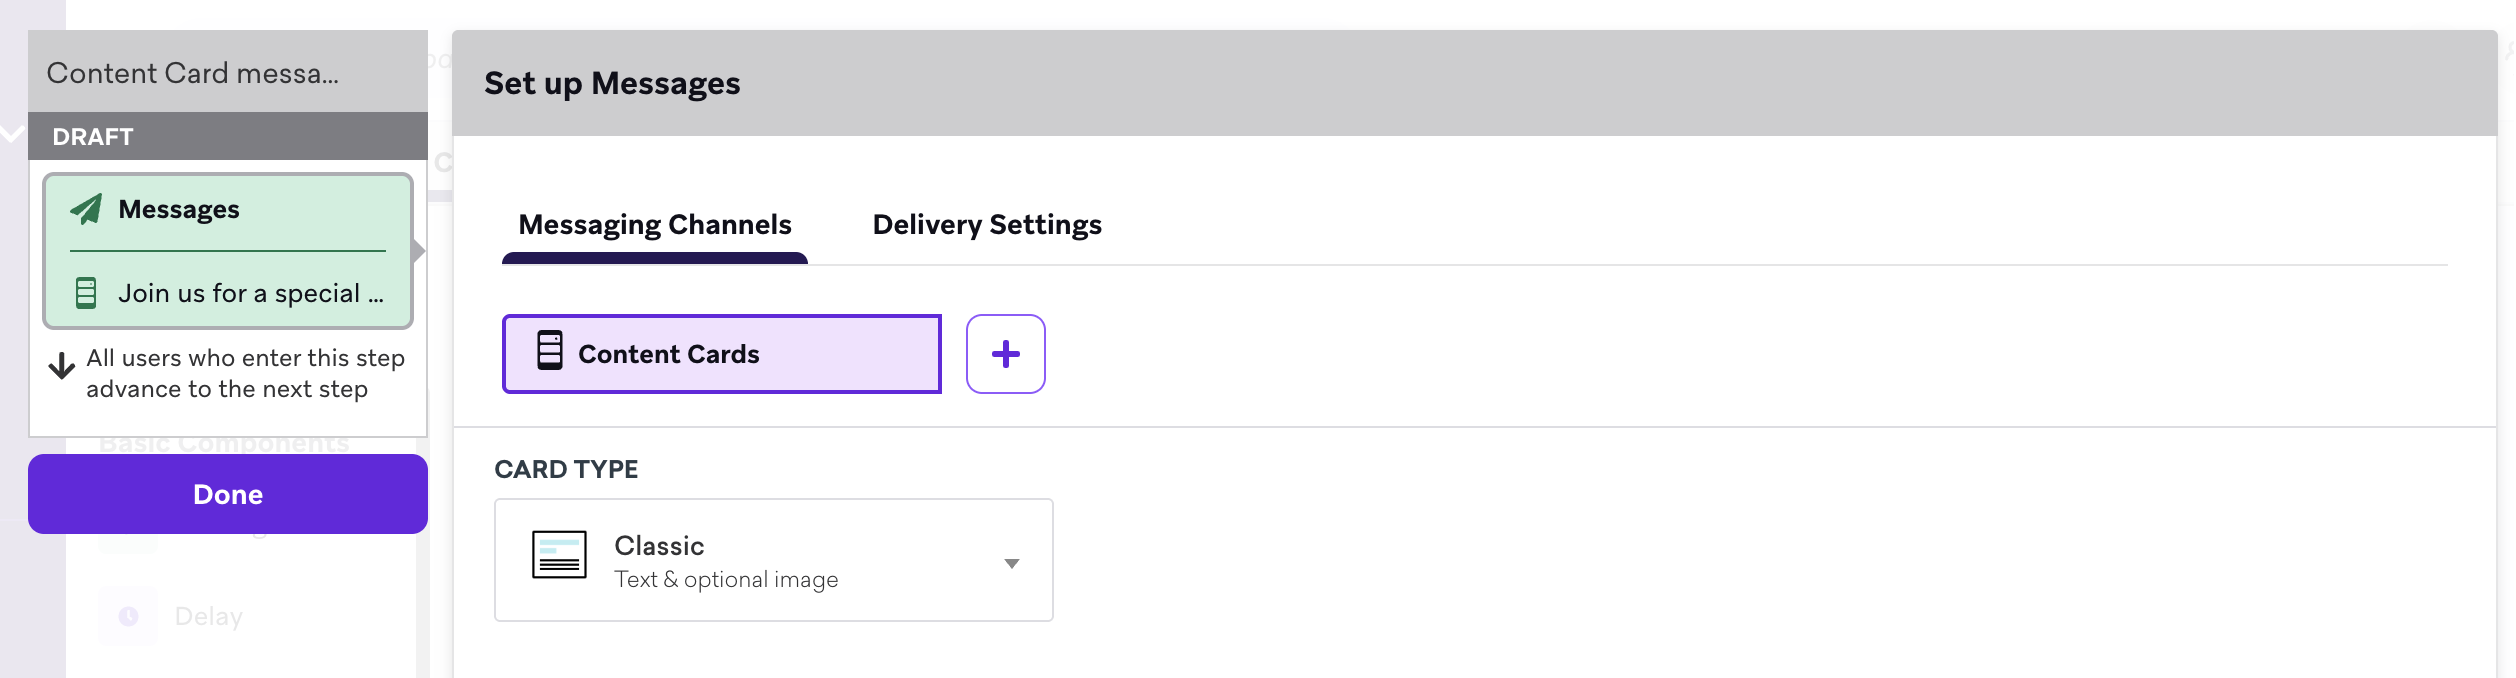 Content Card messa...
DRAFT
Messages
Join us for a special ...
All users who enter this step
advance to the next step
Basic Components
Done
Delay
Set up Messages
Messaging Channels
Delivery Settings
Content Cards
CARD TYPE
Classic
Text & optional image